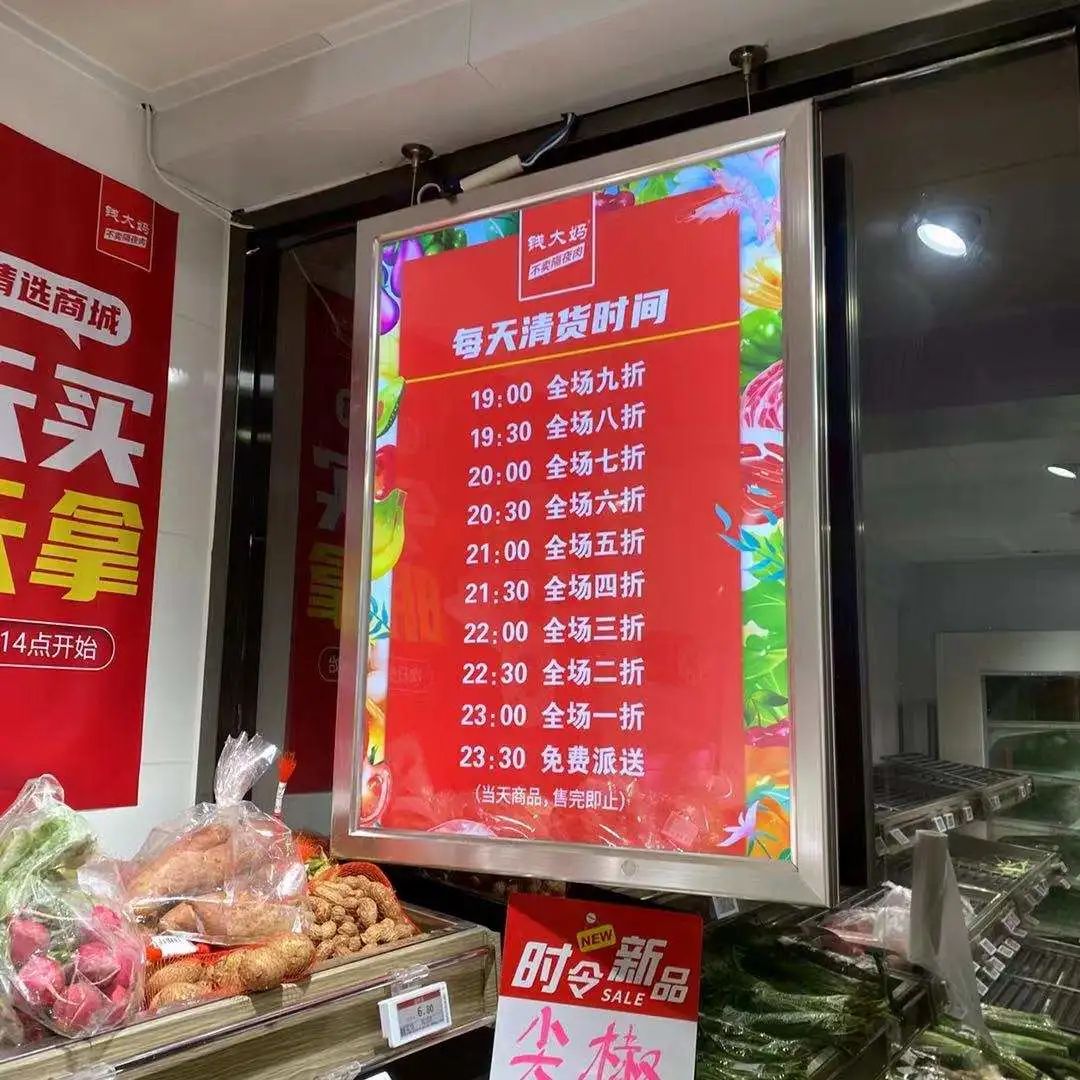 钱大妈
不卖隔夜肉
精选商城
天买
天拿
14点开始
钱大妈
不卖隔夜肉
每天清货时间
19:00 全场九折
19:30 全场八折
20:00 全场七折
20:30 全场六折
21:00 全场五折
21:30 全场四折
22:00 全场三折
22:30 全场二折
23:00 全场一折
23:30 免费派送
(当天商品，售完即止)
NEW
时令新品
SALE
尖椒
6.80